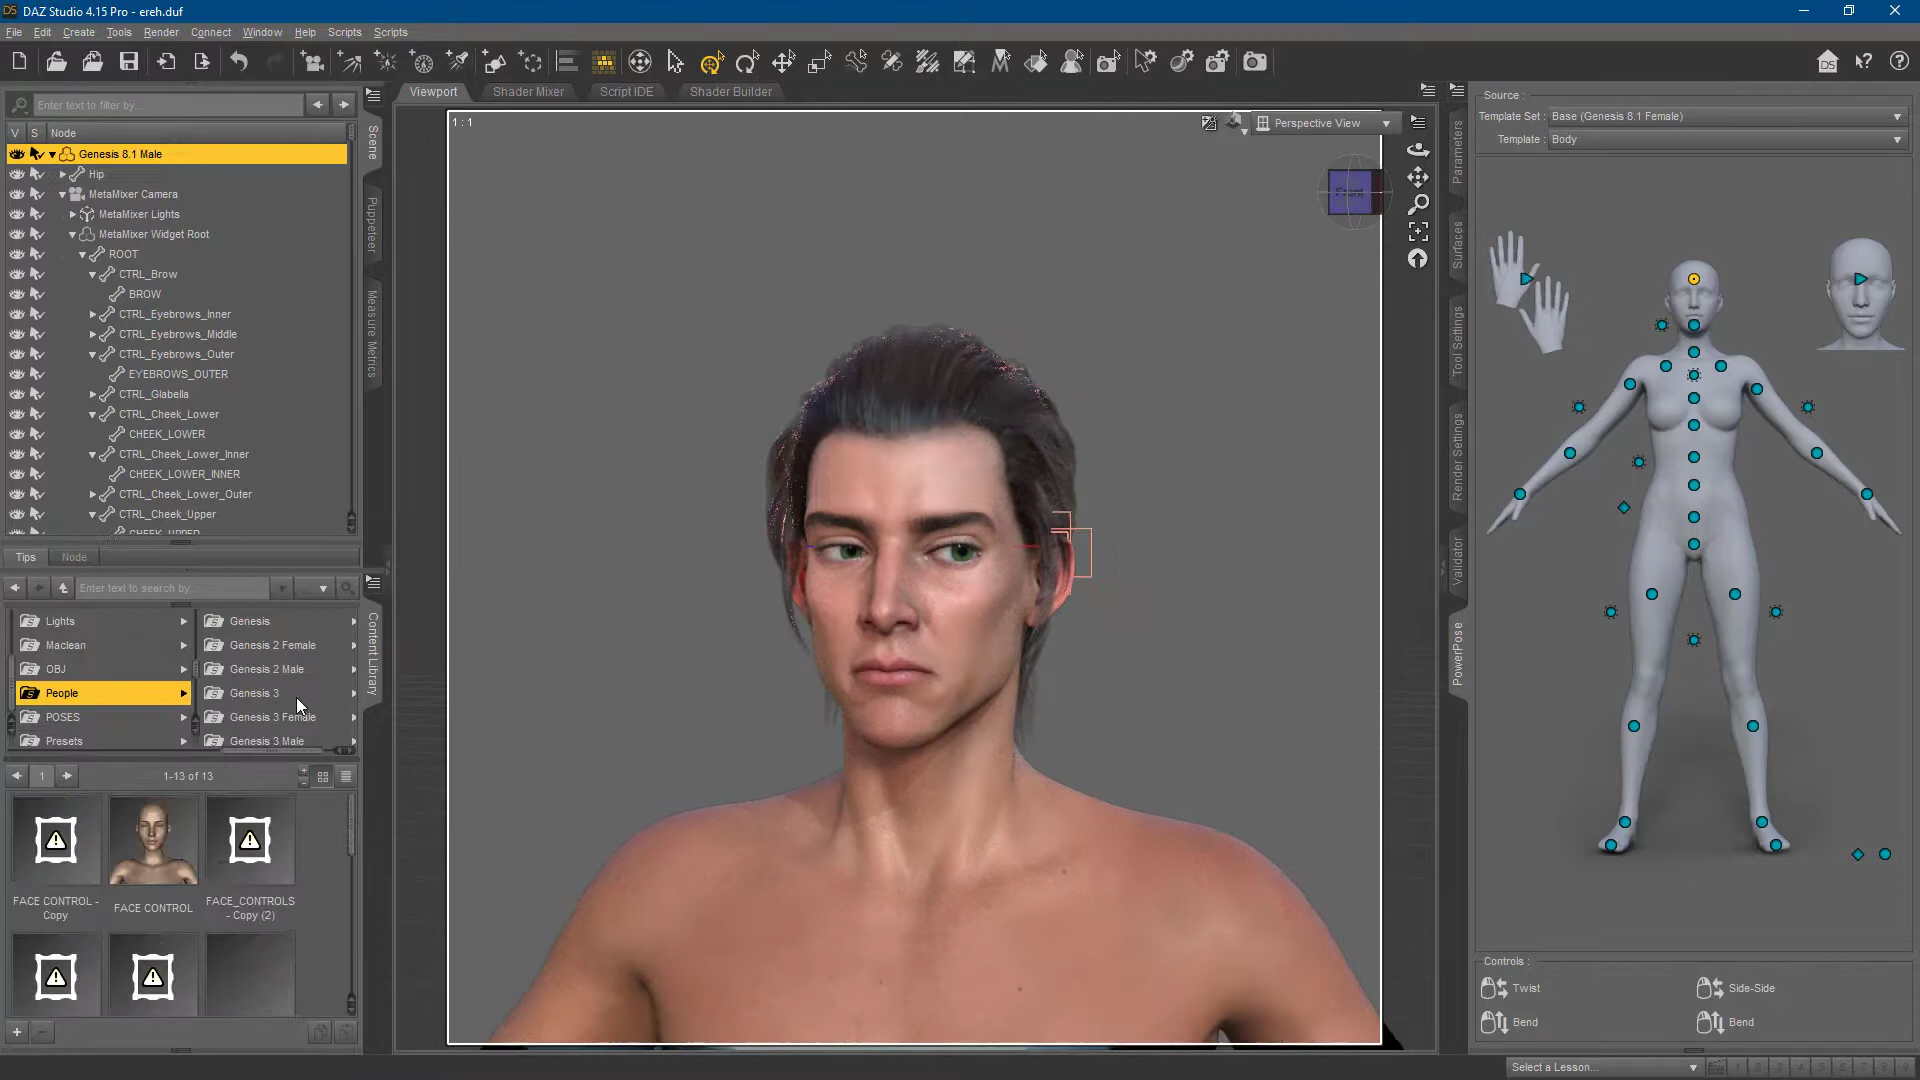 DAZ Studio 4.15 Pro - ereh.duf
File Edit Create Tools Render Connect Window Help Scripts Scripts
Enter text to filter by...
V S Node
Genesis 8.1 Male
Hip
MetaMixer Camera
MetaMixer Lights
MetaMixer Widget Root
ROOT
CTRL_Brow
BROW
CTRL_Eyebrows_Inner
CTRL_Eyebrows_Middle
CTRL_Eyebrows_Outer
EYEBROWS_OUTER
CTRL_Glabella
CTRL_Cheek_Lower
CHEEK_LOWER
CTRL_Cheek_Lower_Inner
CHEEK_LOWER_INNER
CTRL_Cheek_Lower_Outer
CTRL_Cheek_Upper
CHEEK_UPPER
Scene
Puppeteer
Measure Metrics
Tips Node
Enter text to search by...
Lights
Maclean
OBJ
People
POSES
Presets
Genesis
Genesis 2 Female
Genesis 2 Male
Genesis 3
Genesis 3 Female
Genesis 3 Male
Content Library
1
1-13 of 13
FACE CONTROL - Copy
FACE CONTROL
FACE_CONTROLS - Copy (2)
Viewport Shader Mixer Script IDE Shader Builder
1 : 1
Perspective View
Front
Parameters
Surfaces
Tool Settings
Render Settings
Validator
PowerPose
Source :
Template Set : Base (Genesis 8.1 Female)
Template : Body
Controls :
Twist
Side-Side
Bend
Bend
Select a Lesson...